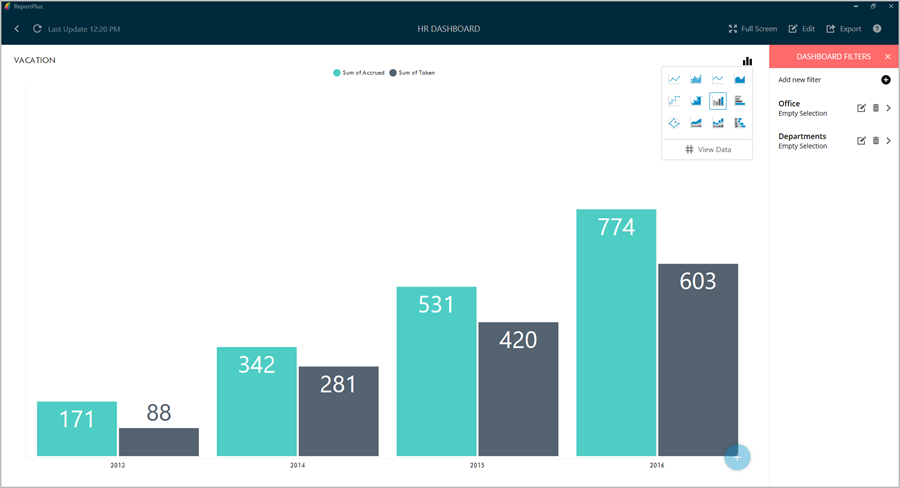 ReportPlus
Last Update 12:20 PM
HR DASHBOARD
Full Screen
Edit
Export
VACATION
Sum of Accrued
Sum of Taken
View Data
DASHBOARD FILTERS
Add new filter
Office
Empty Selection
Departments
Empty Selection
171
88
342
281
531
420
774
603
2013
2014
2015
2016